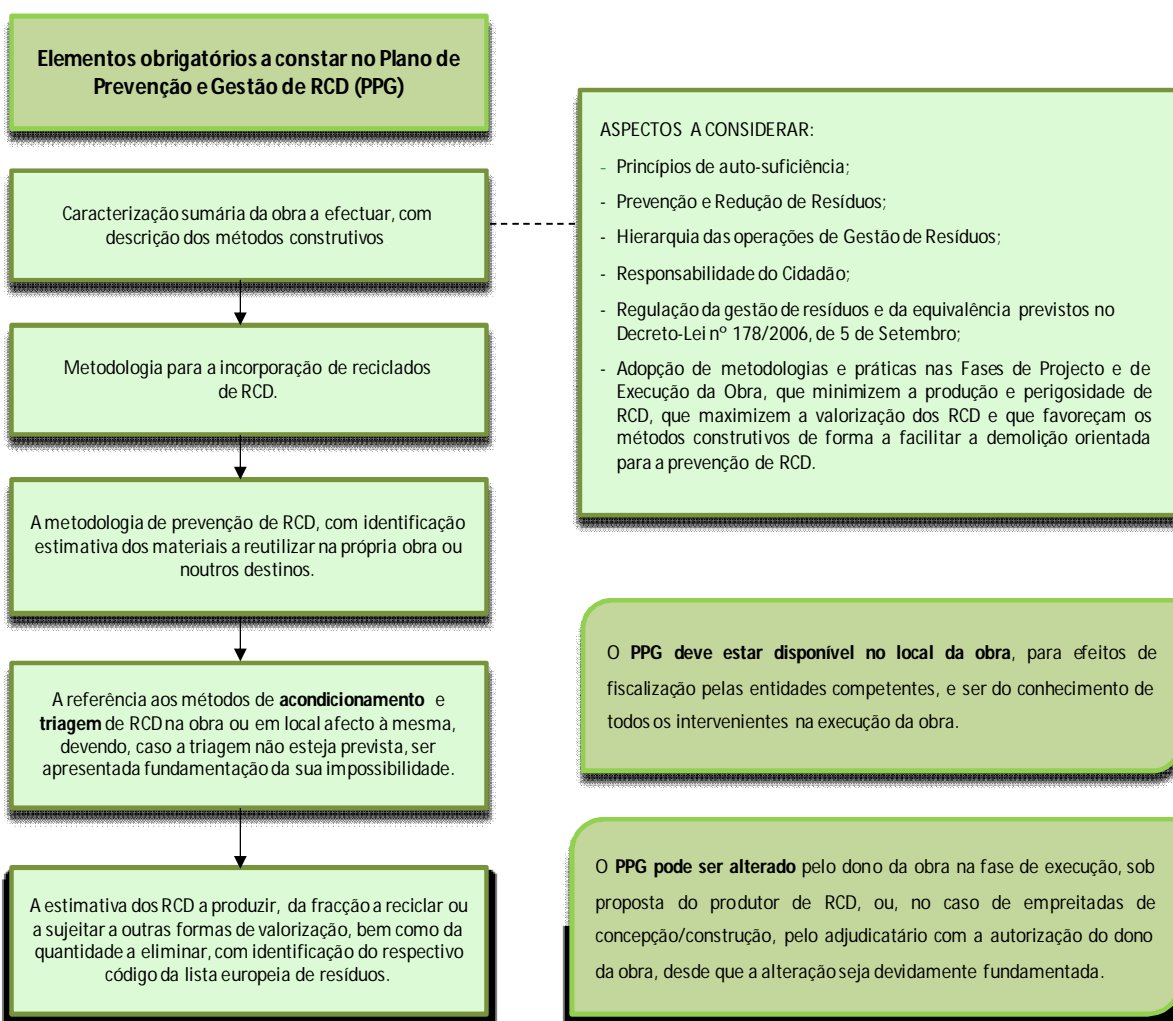 Elementos obrigatórios a constar no Plano de
Prevenção e Gestão de RCD (PPG)
Caracterização sumária da obra a efectuar, com
descrição dos métodos construtivos
Metodologia para a incorporação de reciclados
de RCD.
A metodologia de prevenção de RCD, com identificação
estimativa dos materiais a reutilizar na própria obra ou
noutros destinos.
A referência aos métodos de acondicionamento e
triagem de RCD na obra ou em local afecto à mesma,
devendo, caso a triagem não esteja prevista, ser
apresentada fundamentação da sua impossibilidade.
A estimativa dos RCD a produzir, da fracção a reciclar ou
a sujeitar a outras formas de valorização, bem como da
quantidade a eliminar, com identificação do respectivo
código da lista europeia de resíduos.
ASPECTOS A CONSIDERAR:
- Princípios de auto-suficiência;
- Prevenção e Redução de Resíduos;
- Hierarquia das operações de Gestão de Resíduos;
- Responsabilidade do Cidadão;
- Regulação da gestão de resíduos e da equivalência previstos no
Decreto-Lei nº 178/2006, de 5 de Setembro;
- Adopção de metodologias e práticas nas Fases de Projecto e de
Execução da Obra, que minimizem a produção e perigosidade de
RCD, que maximizem a valorização dos RCD e que favoreçam os
métodos construtivos de forma a facilitar a demolição orientada
para a prevenção de RCD.
O PPG deve estar disponível no local da obra, para efeitos de
fiscalização pelas entidades competentes, e ser do conhecimento de
todos os intervenientes na execução da obra.
O PPG pode ser alterado pelo dono da obra na fase de execução, sob
proposta do produtor de RCD, ou, no caso de empreitadas de
concepção/construção, pelo adjudicatário com a autorização do dono
da obra, desde que a alteração seja devidamente fundamentada.